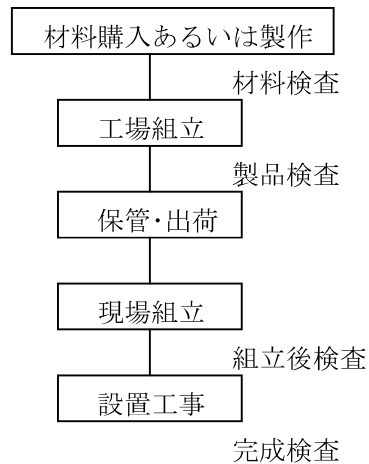 材料購入あるいは製作
材料検査
工場組立
製品検査
保管・出荷
現場組立
組立後検査
設置工事
完成検査